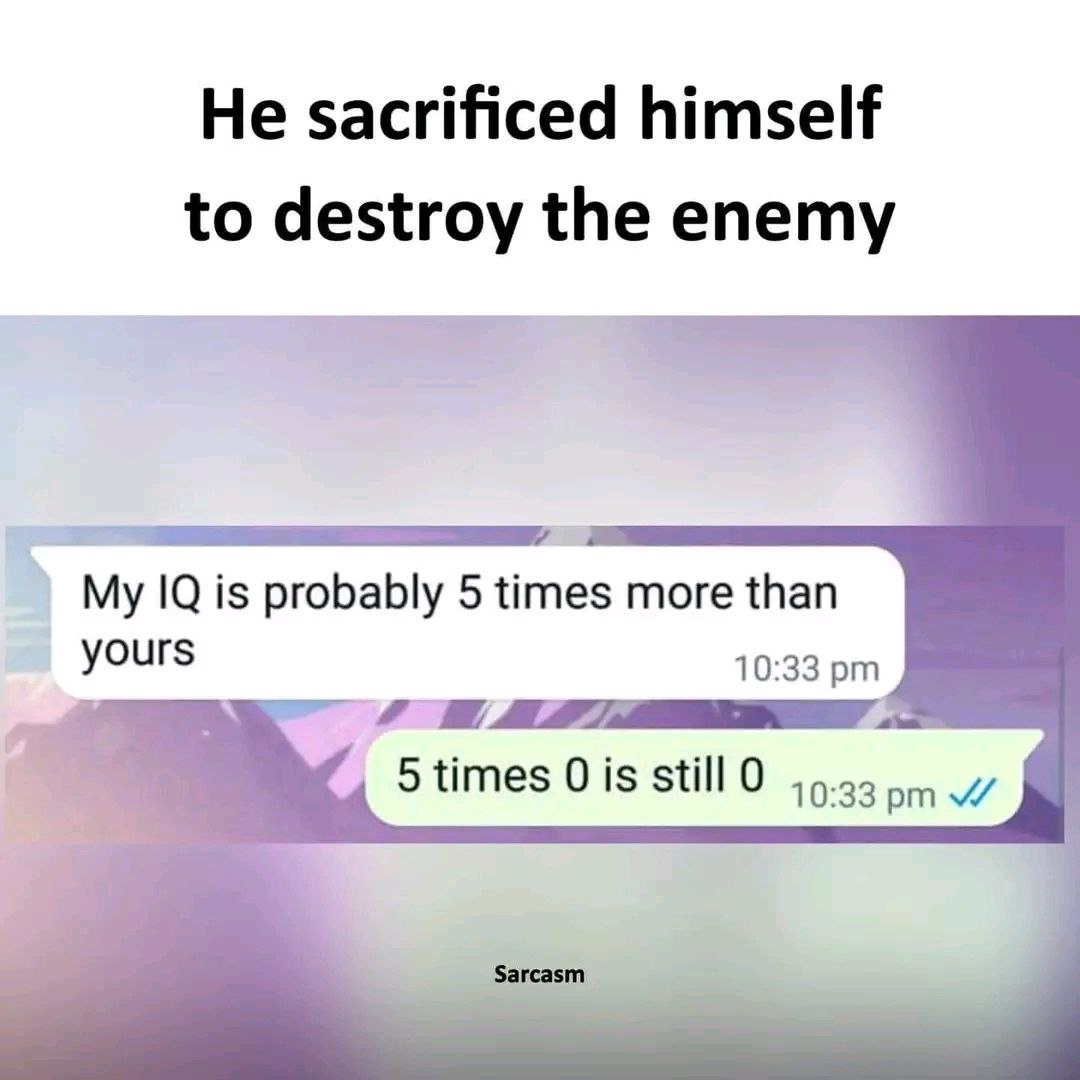 He sacrificed himself
to destroy the enemy
My IQ is probably 5 times more than
yours
10:33 pm
5 times 0 is still 0
10:33 pm
Sarcasm